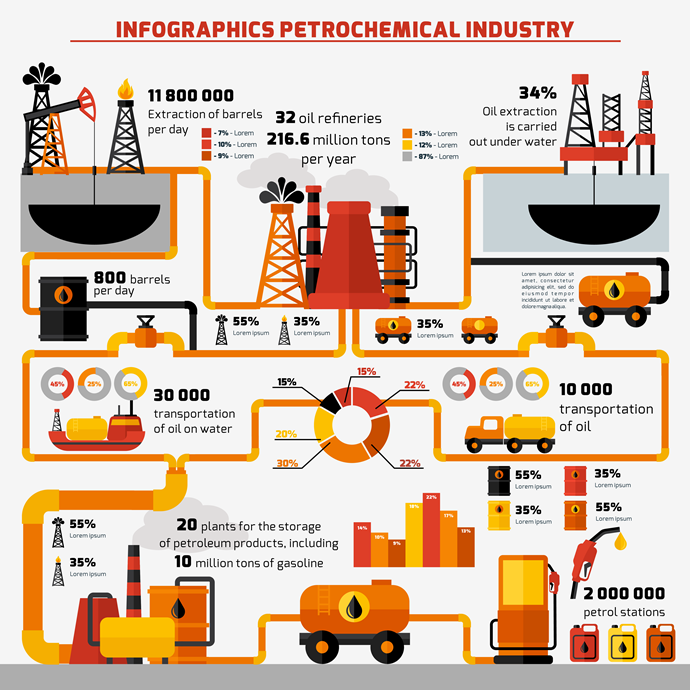 INFOGRAPHICS PETROCHEMICAL INDUSTRY
11 800 000
Extraction of barrels
per day
- 7% - Lorem
- 10% - Lorem
- 9% - Lorem
32 oil refineries
216.6 million tons
per year
- 13% - Lorem
- 12% - Lorem
- 87% - Lorem
34%
Oil extraction
is carried
out under water
800 barrels
per day
Lorem ipsum dolor sit
amet, consectetur
adipiscing elit, sed do
eiusmod tempor
incididunt ut labore et
dolore magna aliqua.
55%
Lorem ipsum
35%
Lorem ipsum
35%
Lorem ipsum
45%
25%
65%
30 000
transportation
of oil on water
15%
15%
22%
20%
30%
22%
45%
25%
65%
10 000
transportation
of oil
55%
Lorem ipsum
35%
Lorem ipsum
35%
Lorem ipsum
55%
Lorem ipsum
55%
Lorem ipsum
35%
Lorem ipsum
20 plants for the storage
of petroleum products, including
10 million tons of gasoline
14%
9%
22%
17%
13%
2 000 000
petrol stations